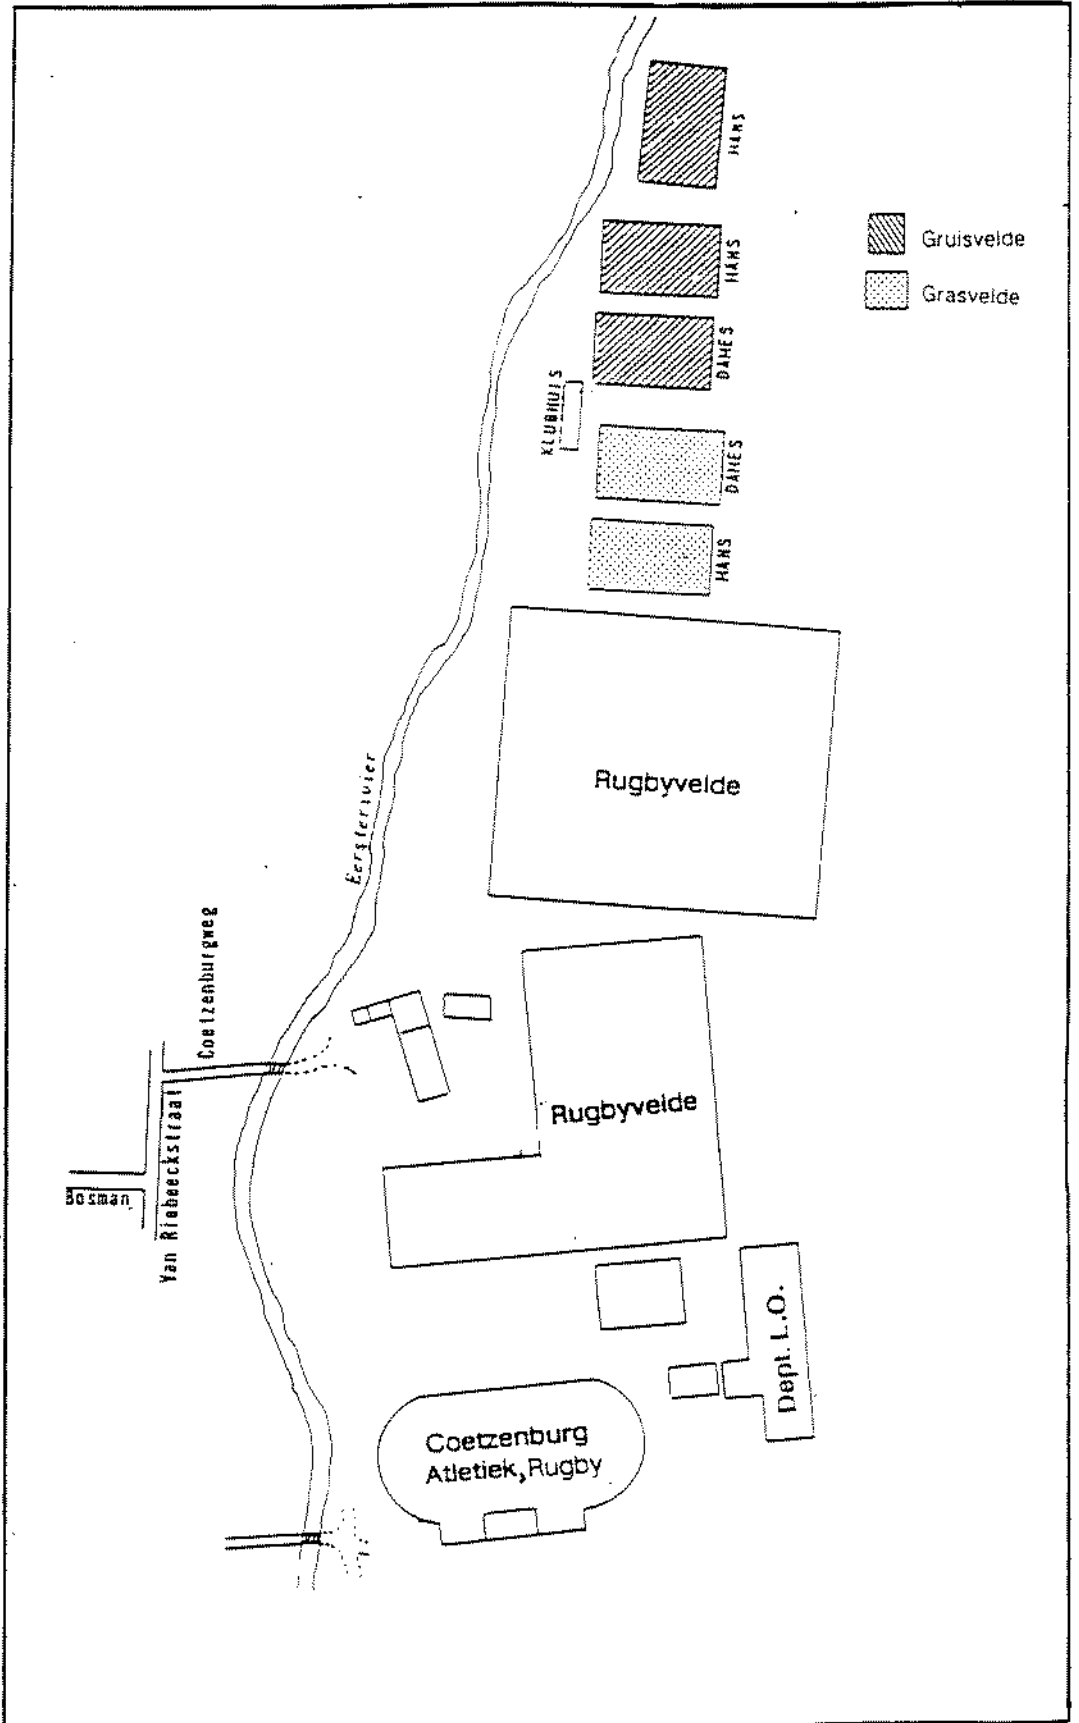 HANS
Gruisvelde
HANS
Grasvelde
DAMES
KLUBHUIS
DAMES
HANS
Rugbyvelde
Eersterivier
Coetzenburgweg
Rugbyvelde
Van Riebeeckstraat
Bosman
Dept. L.O.
Coetzenburg
Atletiek, Rugby